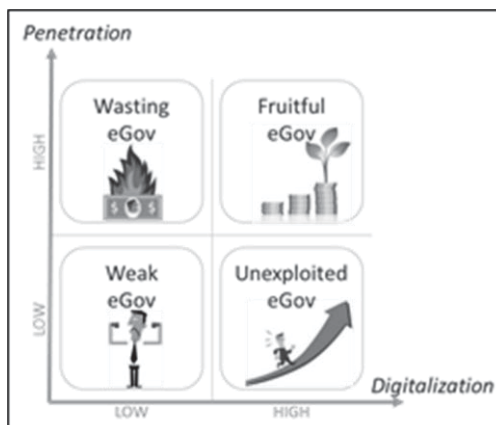 Penetration
HIGH
Wasting
eGov
Fruitful
eGov
$ $
LOW
Weak
eGov
Unexploited
eGov
Digitalization
LOW
HIGH